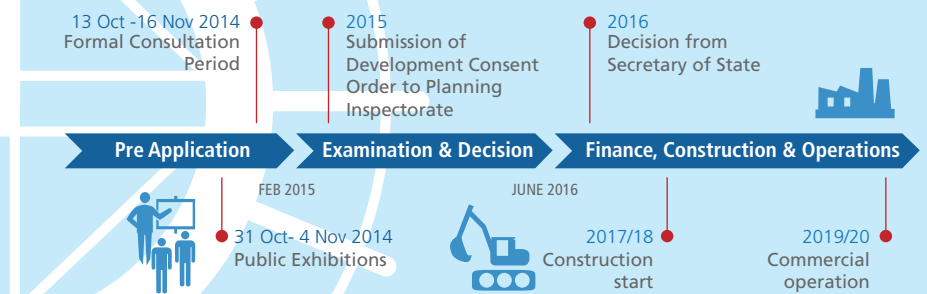 13 Oct -16 Nov 2014
Formal Consultation
Period
2015
Submission of
Development Consent
Order to Planning
Inspectorate
2016
Decision from
Secretary of State
Pre Application
Examination & Decision
Finance, Construction & Operations
FEB 2015
JUNE 2016
31 Oct- 4 Nov 2014
Public Exhibitions
2017/18
Construction
start
2019/20
Commercial
operation